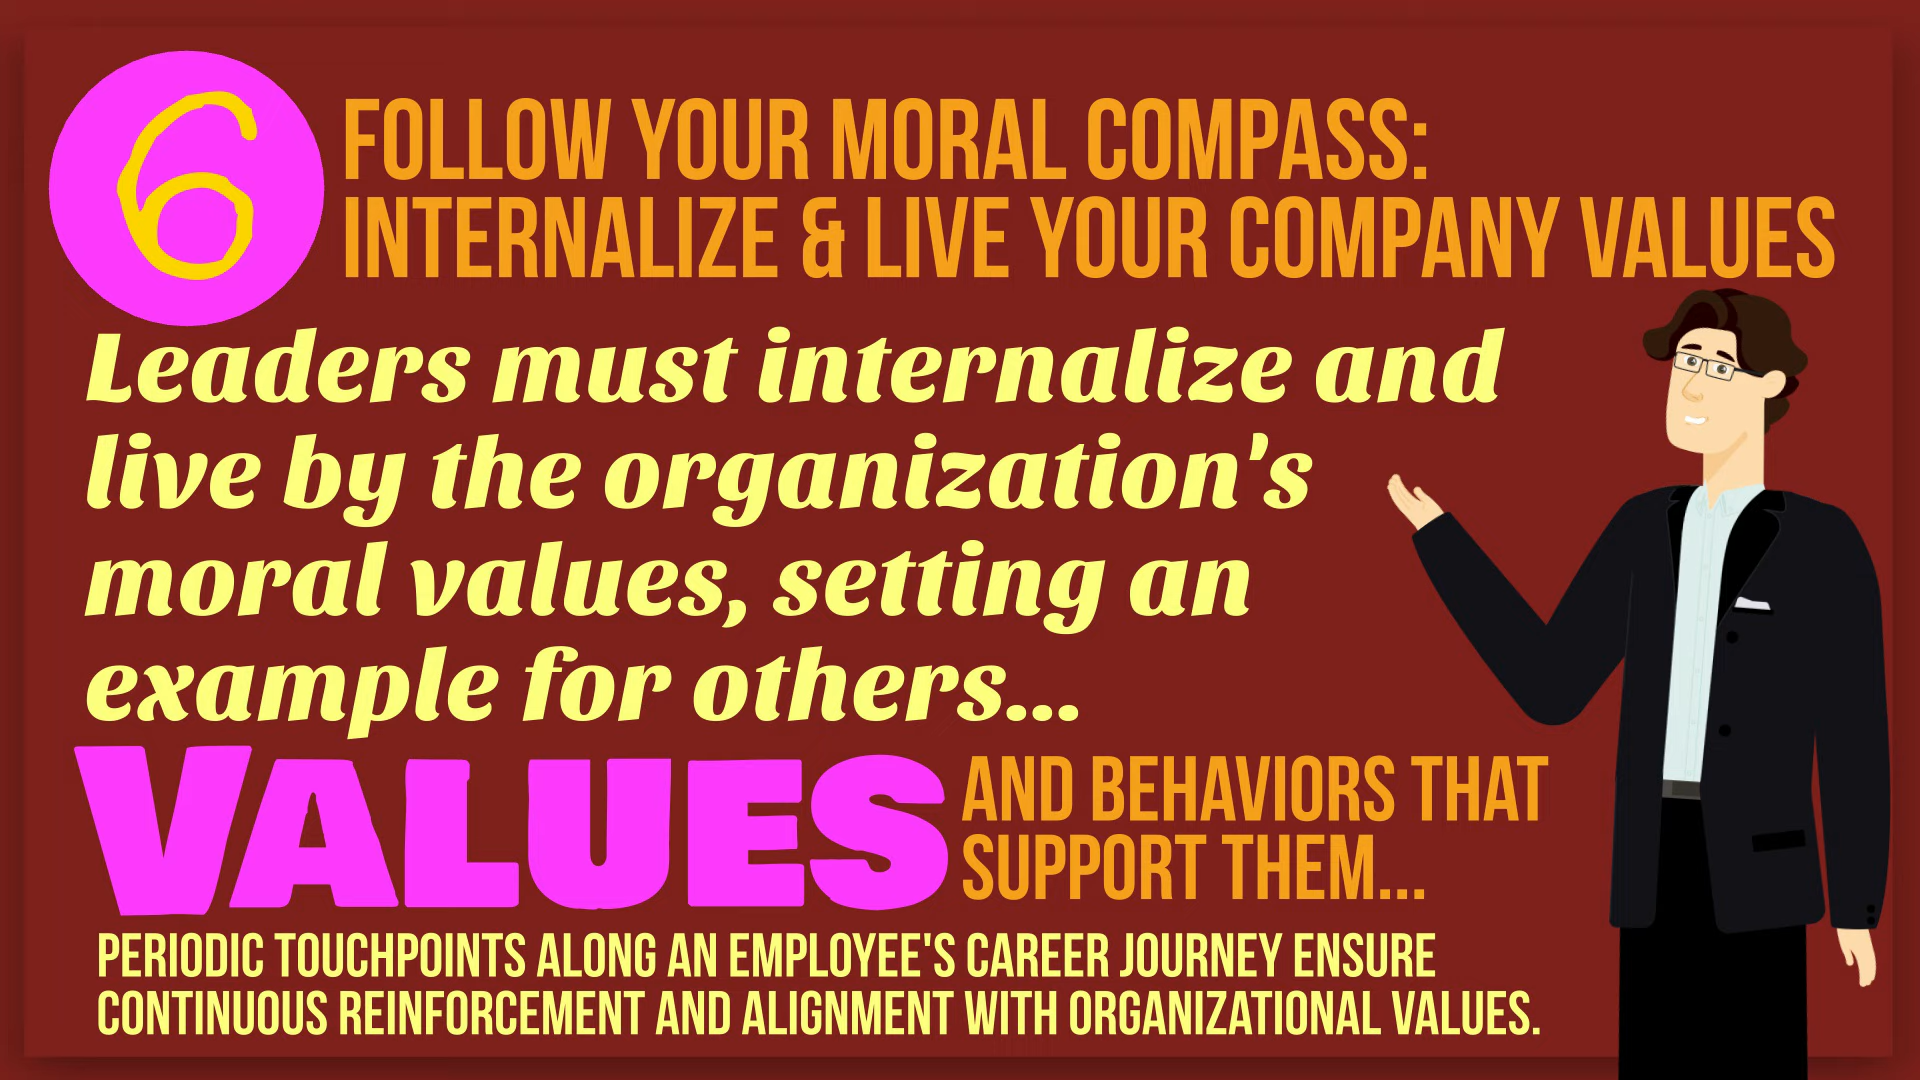 6
FOLLOW YOUR MORAL COMPASS:
INTERNALIZE & LIVE YOUR COMPANY VALUES
Leaders must internalize and
live by the organization's
moral values, setting an
example for others...
VALUES
AND BEHAVIORS THAT
SUPPORT THEM...
PERIODIC TOUCHPOINTS ALONG AN EMPLOYEE'S CAREER JOURNEY ENSURE
CONTINUOUS REINFORCEMENT AND ALIGNMENT WITH ORGANIZATIONAL VALUES.